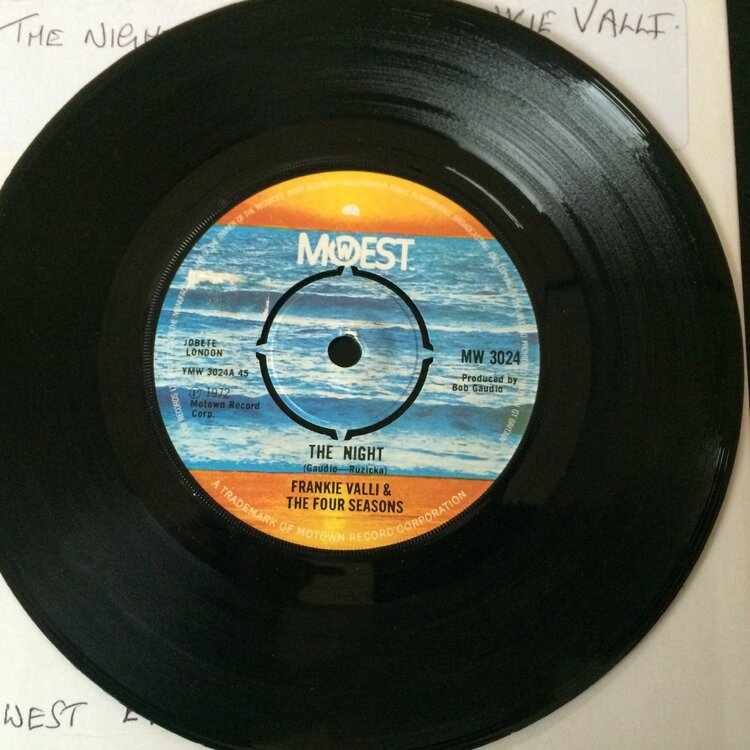 THE NIGH
KIE VALLI.
MOWEST
JOBETE
LONDON
YMW 3024A 45
℗ 1972
Motown Record
Corp.
MW 3024
Produced by
Bob Gaudio
THE NIGHT
(Gaudio—Ruzicka)
FRANKIE VALLI &
THE FOUR SEASONS
A TRADEMARK OF MOTOWN RECORD CORPORATION
WEST